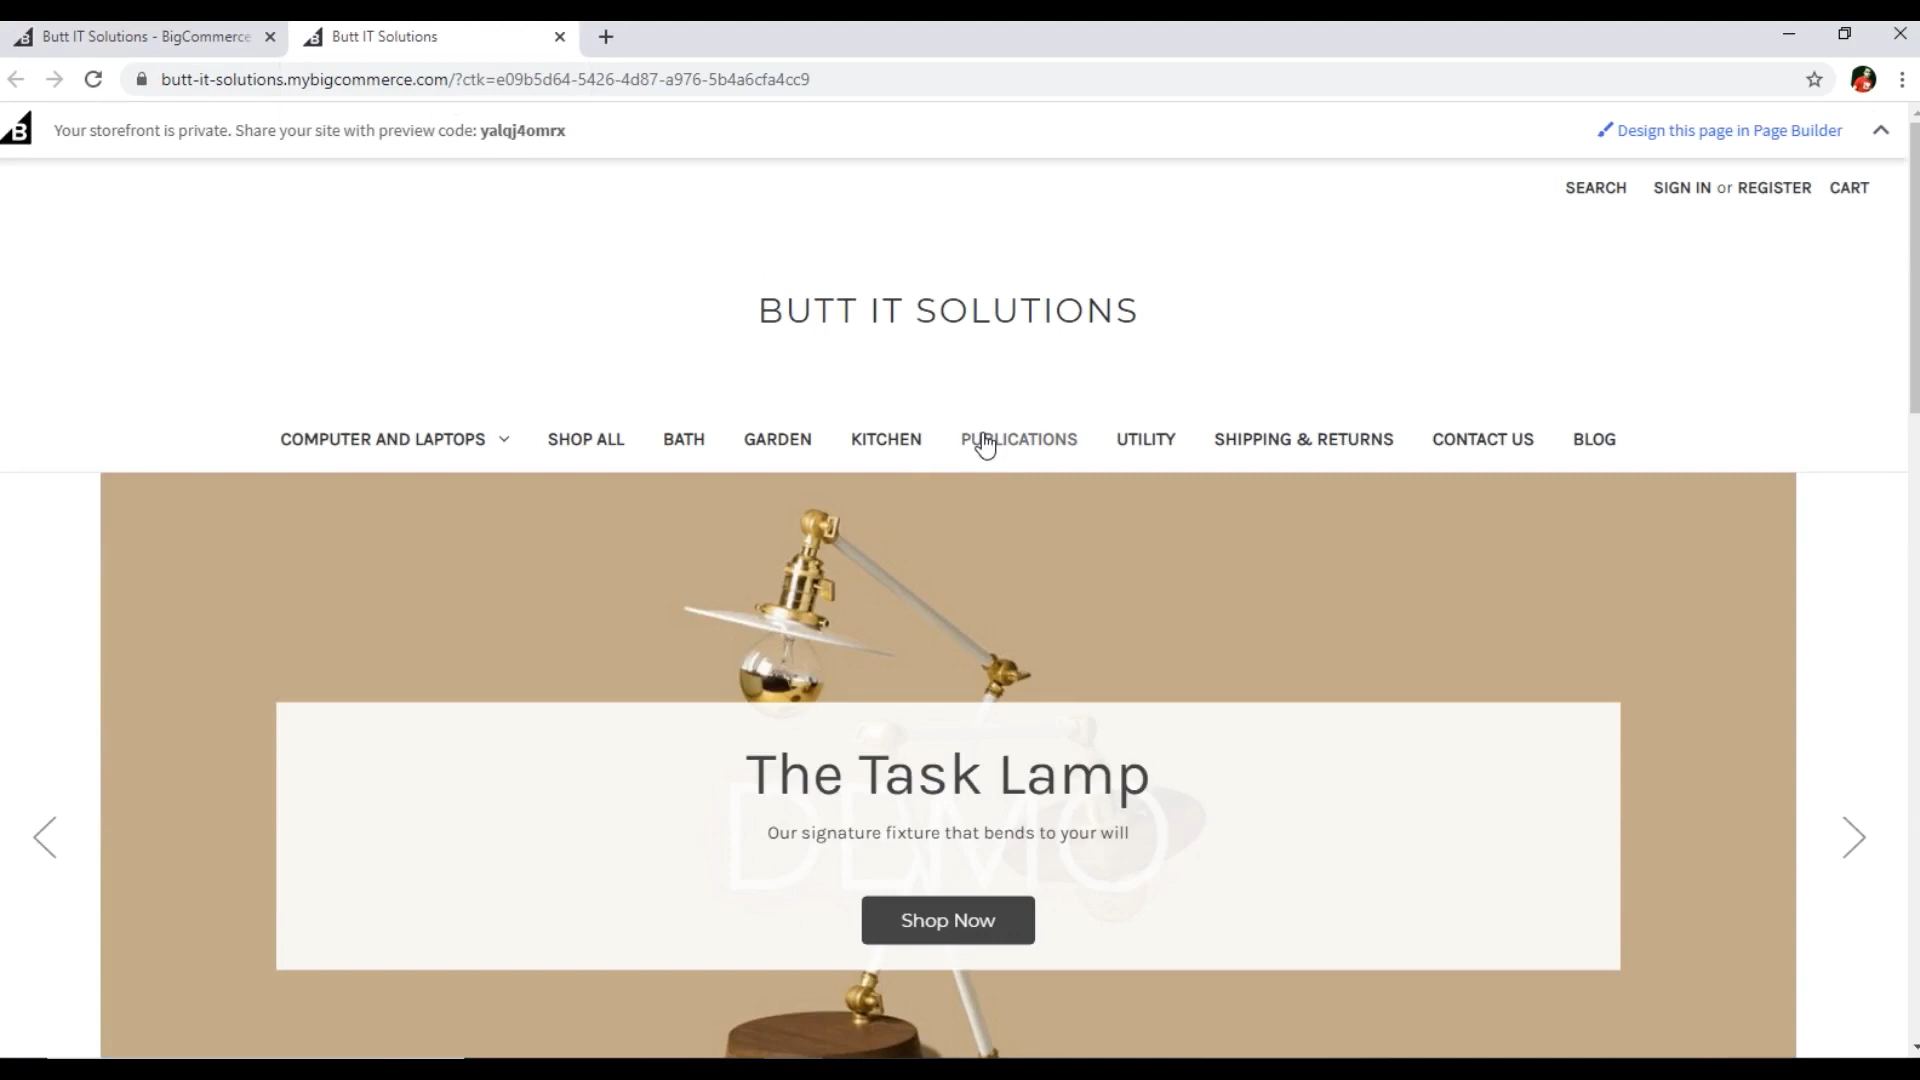 Butt IT Solutions - BigCommerce
Butt IT Solutions
butt-it-solutions.mybigcommerce.com/?ctk=e09b5d64-5426-4d87-a976-5b4a6cfa4cc9
B
Your storefront is private. Share your site with preview code: yalqj4omrx
Design this page in Page Builder
SEARCH SIGN IN or REGISTER CART
BUTT IT SOLUTIONS
COMPUTER AND LAPTOPS SHOP ALL BATH GARDEN KITCHEN PUBLICATIONS UTILITY SHIPPING & RETURNS CONTACT US BLOG
The Task Lamp
Our signature fixture that bends to your will
DEMO
Shop Now